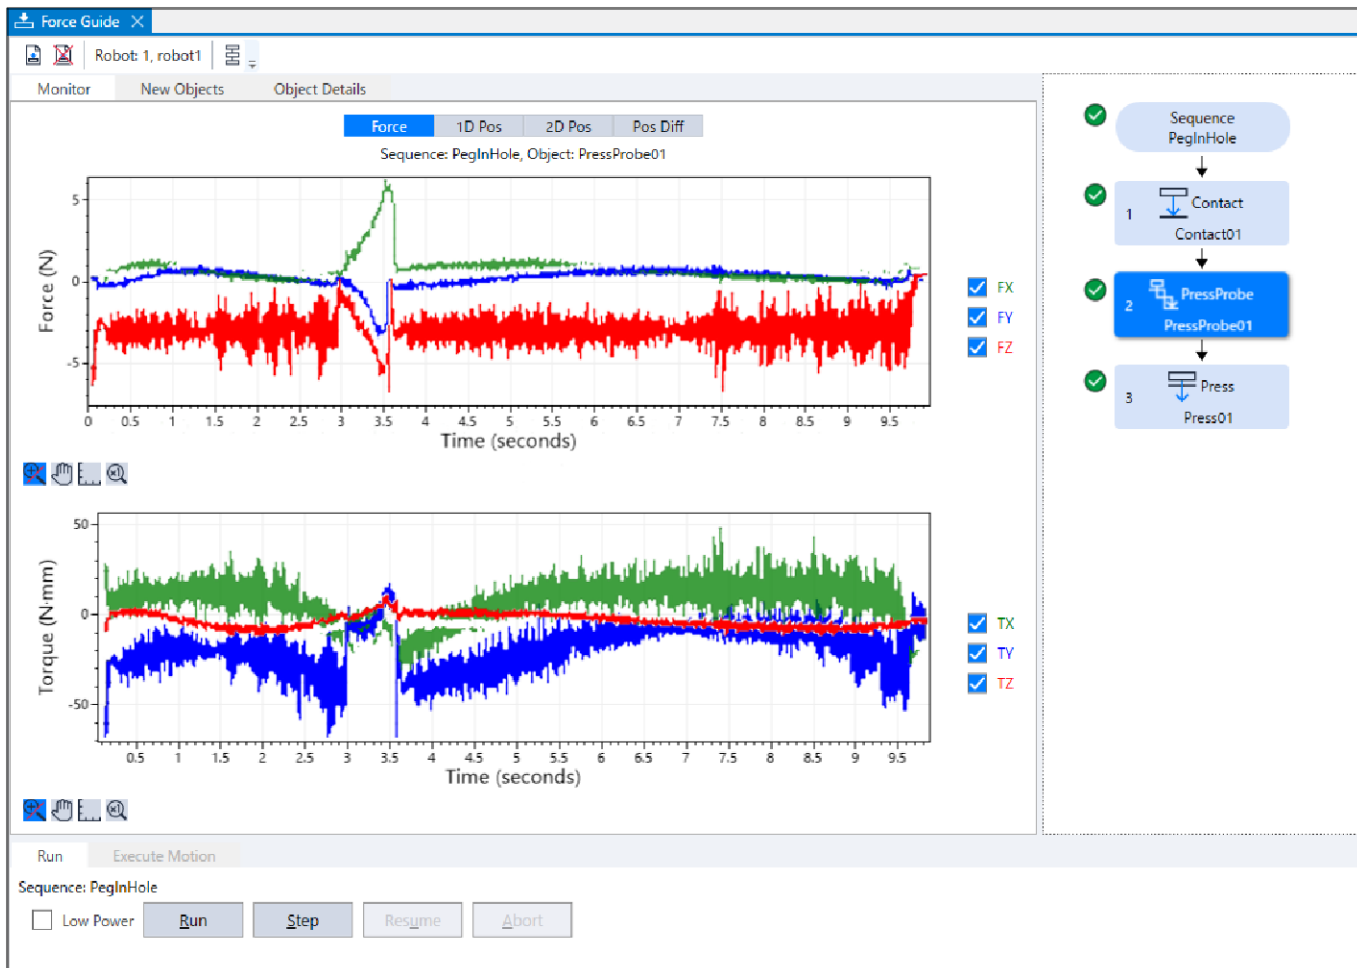 Force Guide
Robot: 1, robot1
Monitor New Objects Object Details
Force 1D Pos 2D Pos Pos Diff
Sequence: PegInHole, Object: PressProbe01
Force (N)
5
0
-5
0 0.5 1 1.5 2 2.5 3 3.5 4 4.5 5 5.5 6 6.5 7 7.5 8 8.5 9 9.5
Time (seconds)
FX
FY
FZ
Torque (N·mm)
50
0
-50
0.5 1 1.5 2 2.5 3 3.5 4 4.5 5 5.5 6 6.5 7 7.5 8 8.5 9 9.5
Time (seconds)
TX
TY
TZ
Sequence
PegInHole
1 Contact
Contact01
2 PressProbe
PressProbe01
3 Press
Press01
Run Execute Motion
Sequence: PegInHole
Low Power Run Step Resume Abort